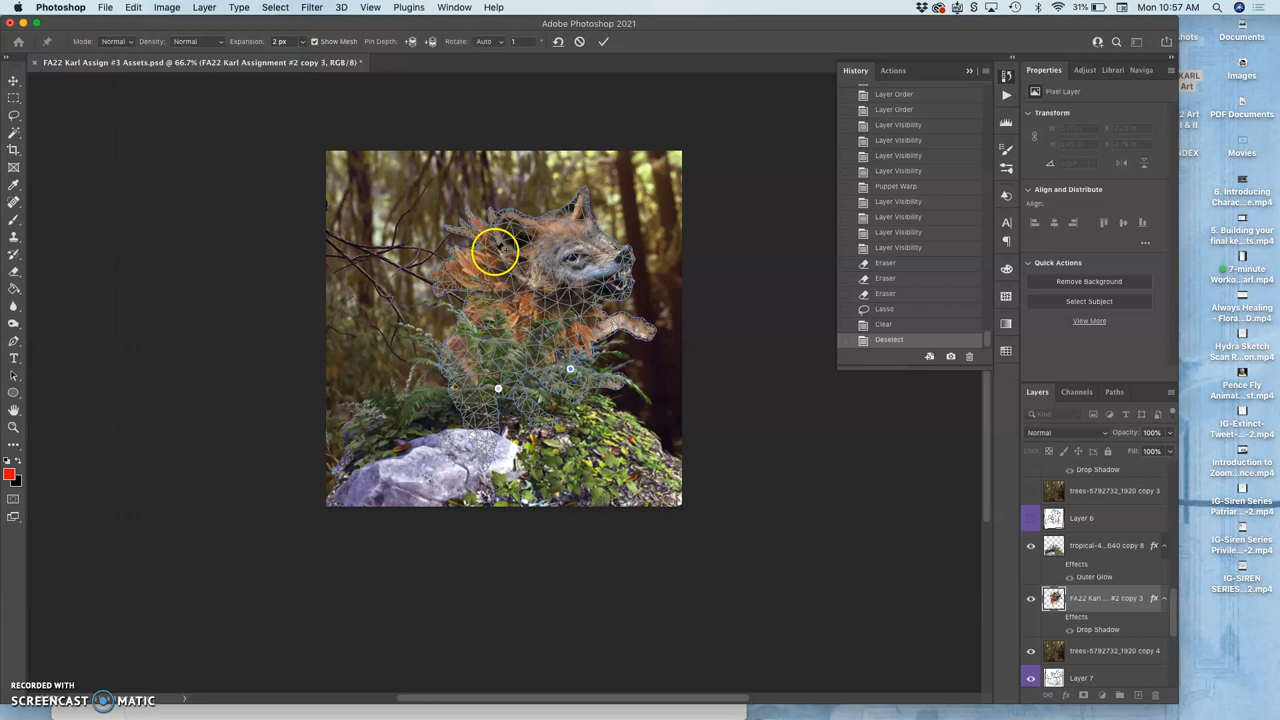 Photoshop File Edit Image Layer Type Select Filter 3D View Plugins Window Help 31% Mon 10:57 AM
Adobe Photoshop 2021
Mode: Normal Density: Normal Expansion: 2 px Show Mesh Pin Depth: Rotate: Auto 1 °
FA22 Karl Assign #3 Assets.psd @ 66.7% (FA22 Karl Assignment #2 copy 3, RGB/8) *
History Actions
Layer Order
Layer Order
Layer Visibility
Layer Visibility
Layer Visibility
Layer Visibility
Puppet Warp
Layer Visibility
Layer Visibility
Layer Visibility
Layer Visibility
Eraser
Eraser
Eraser
Lasso
Clear
Deselect
Properties Adjust Librari Naviga
Pixel Layer
Transform
W: X:
H: Y:
Align and Distribute
Align:
Quick Actions
Remove Background
Select Subject
View More
Layers Channels Paths
Kind
Normal Opacity: 100%
Lock: Fill: 100%
Drop Shadow
trees-5792732_1920 copy 3
Layer 6
tropical-4...640 copy 8 fx
Effects
Outer Glow
FA22 Karl ... #2 copy 3 fx
Effects
Drop Shadow
trees-5792732_1920 copy 4
Layer 7
Documents
Images
PDF Documents
Movies
6. Introducing
Charac...e.mp4
5. Building your
final ke...ts.mp4
7-minute
Worko...arl.mp4
Always Healing
- Flora...D.mp4
Hydra Sketch
Scan R...on.mp4
Pence Fly
Animat...st.mp4
IG-Extinct-
Tweet-...-2.mp4
Introduction to
Zoom...nce.mp4
IG-Siren Series
Patriar...-2.mp4
IG-Siren Series
Privile...-2.mp4
IG-SIREN
SERIES...-2.mp4
KARL
Art
RECORDED WITH
SCREENCAST MATIC